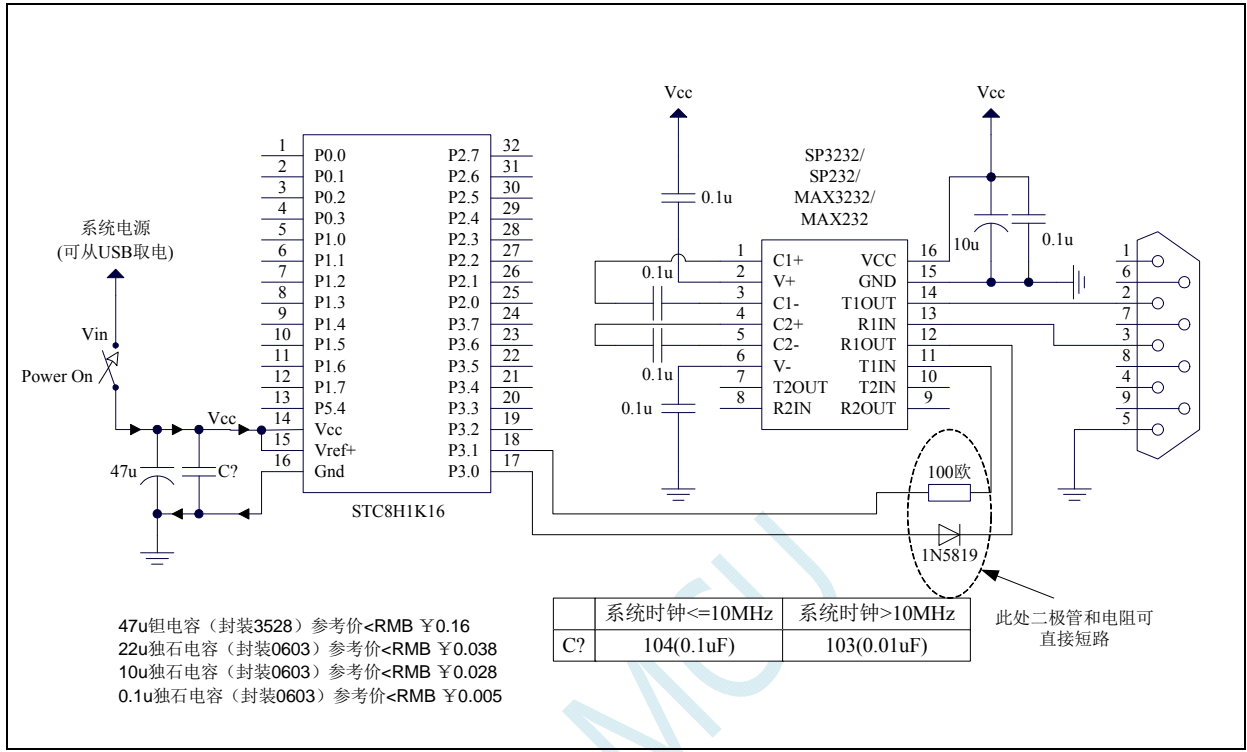 系统电源
(可从USB取电)
Vin
Power On
Vcc
47u
C?
1 P0.0 P2.7 32
2 P0.1 P2.6 31
3 P0.2 P2.5 30
4 P0.3 P2.4 29
5 P1.0 P2.3 28
6 P1.1 P2.2 27
7 P1.2 P2.1 26
8 P1.3 P2.0 25
9 P1.4 P3.7 24
10 P1.5 P3.6 23
11 P1.6 P3.5 22
12 P1.7 P3.4 21
13 P5.4 P3.3 20
14 Vcc P3.2 19
15 Vref+ P3.1 18
16 Gnd P3.0 17
STC8H1K16
Vcc
0.1u
0.1u
0.1u
0.1u
SP3232/
SP232/
MAX3232/
MAX232
1 C1+ VCC 16
2 V+ GND 15
3 C1- T1OUT 14
4 C2+ R1IN 13
5 C2- R1OUT 12
6 V- T1IN 11
7 T2OUT T2IN 10
8 R2IN R2OUT 9
Vcc
10u
0.1u
1
6
2
7
3
8
4
9
5
100欧
1N5819
此处二极管和电阻可
直接短路
系统时钟<=10MHz 系统时钟>10MHz
C? 104(0.1uF) 103(0.01uF)
47u钽电容（封装3528）参考价<RMB ￥0.16
22u独石电容（封装0603）参考价<RMB ￥0.038
10u独石电容（封装0603）参考价<RMB ￥0.028
0.1u独石电容（封装0603）参考价<RMB ￥0.005
MCU